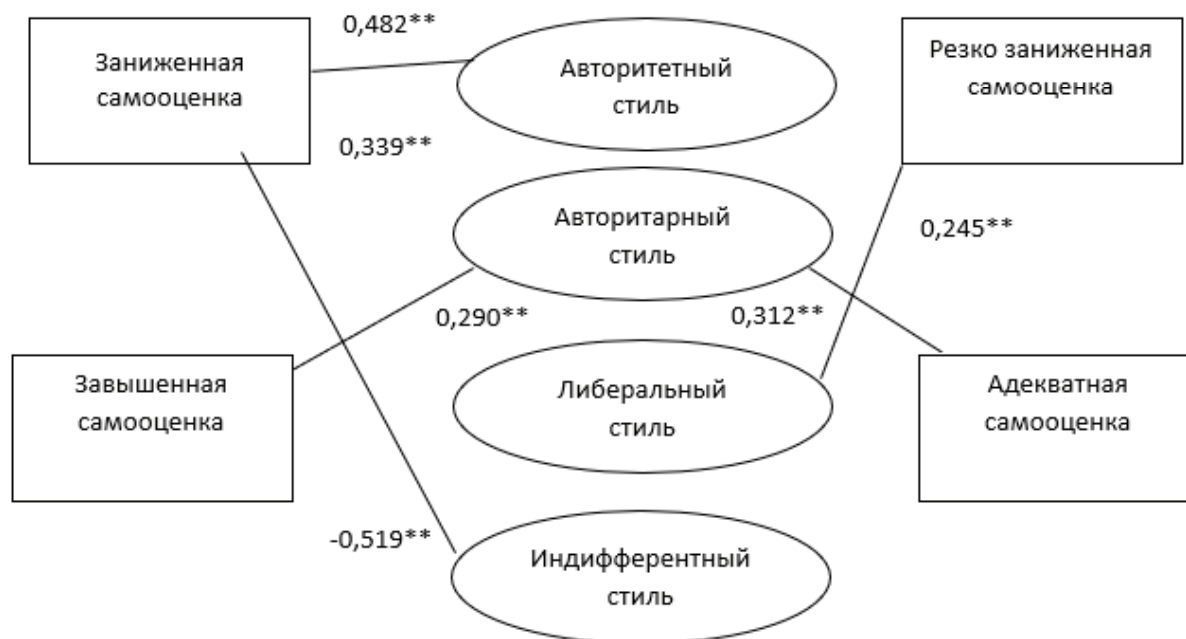 0,482**
Заниженная
самооценка
Авторитетный
стиль
Резко заниженная
самооценка
0,339**
Авторитарный
стиль
0,245**
0,290**
0,312**
Завышенная
самооценка
Либеральный
стиль
Адекватная
самооценка
-0,519**
Индифферентный
стиль